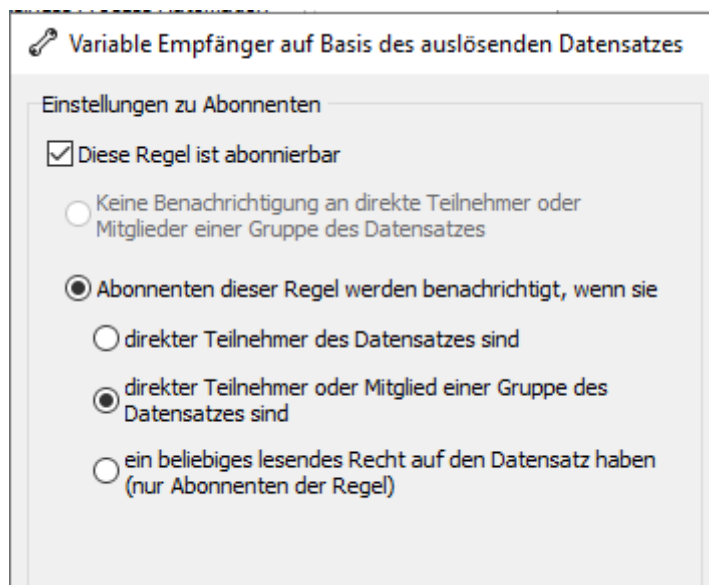 Variable Empfänger auf Basis des auslösenden Datensatzes
Einstellungen zu Abonnenten
Diese Regel ist abonnierbar
Keine Benachrichtigung an direkte Teilnehmer oder
Mitglieder einer Gruppe des Datensatzes
Abonnenten dieser Regel werden benachrichtigt, wenn sie
direkter Teilnehmer des Datensatzes sind
direkter Teilnehmer oder Mitglied einer Gruppe des
Datensatzes sind
ein beliebiges lesendes Recht auf den Datensatz haben
(nur Abonnenten der Regel)